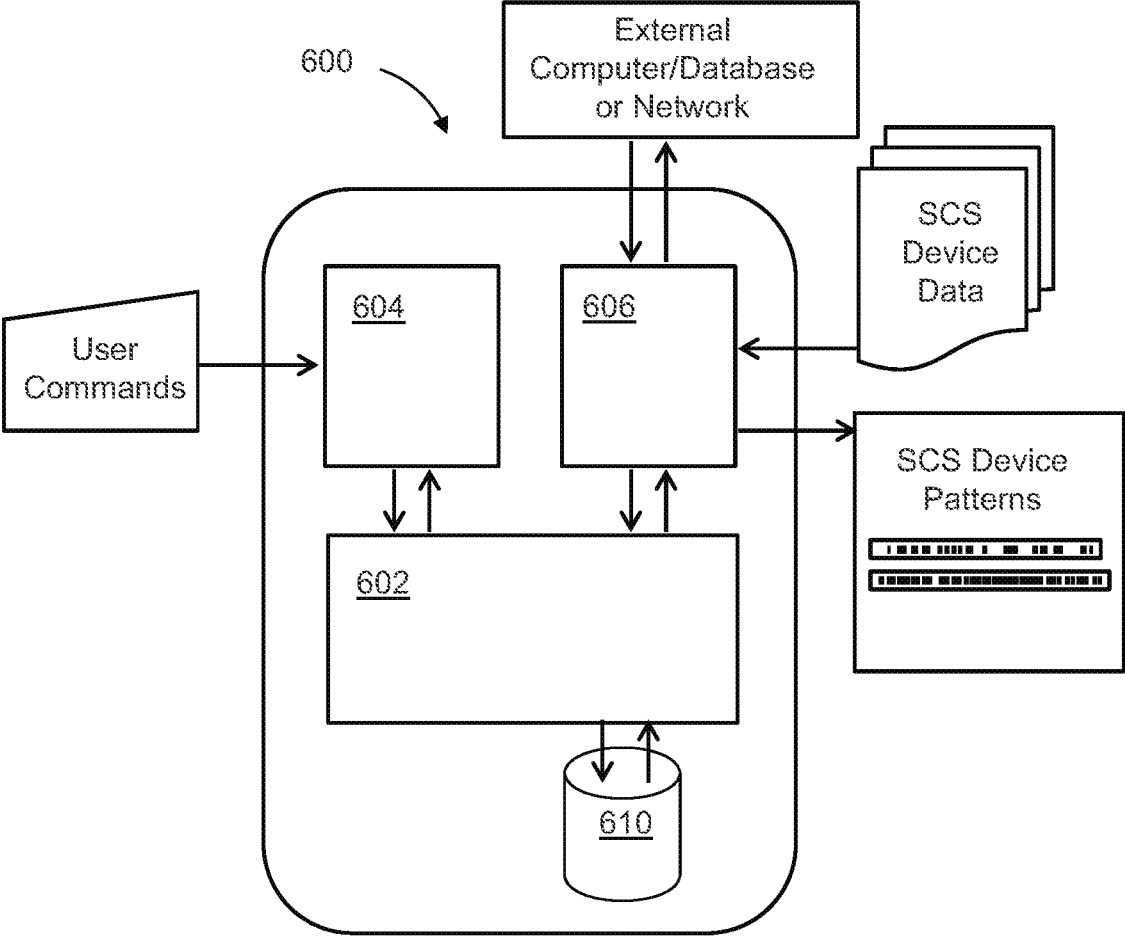 External
Computer/Database
or Network
600
SCS
Device
Data
604
606
User
Commands
SCS Device
Patterns
602
610